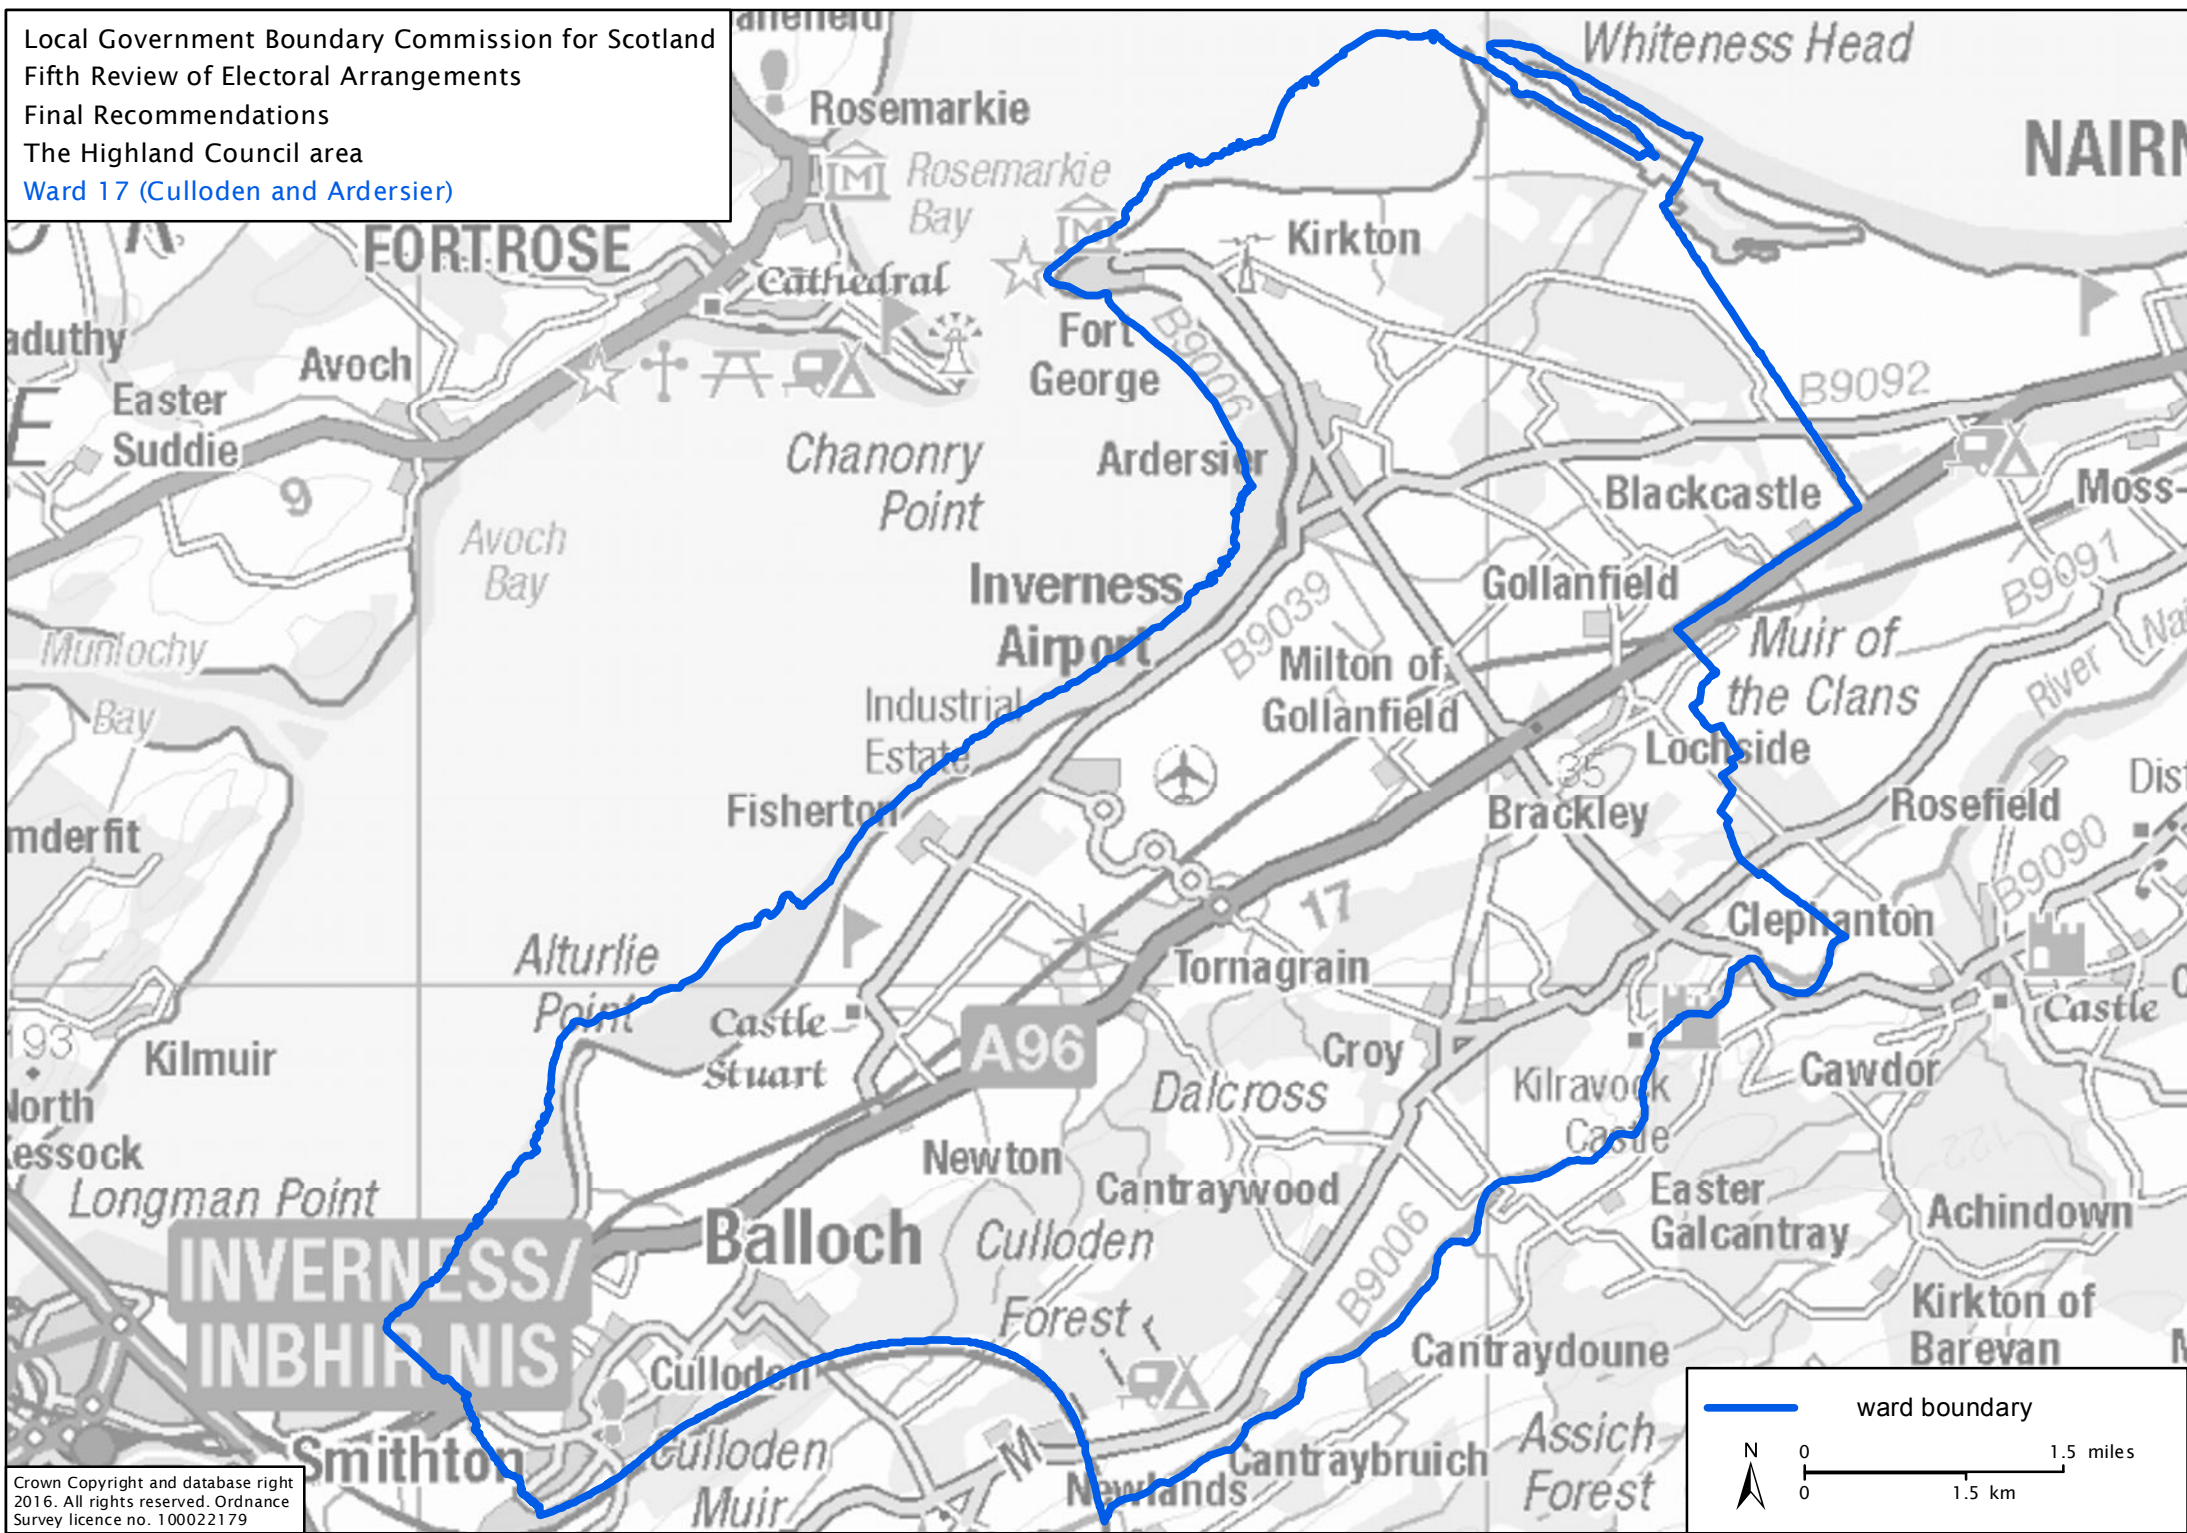 Local Government Boundary Commission for Scotland
Fifth Review of Electoral Arrangements
Final Recommendations
The Highland Council area
Ward 17 (Culloden and Ardersier)
Whiteness Head
Rosemarkie
NAIRN
Rosemarkie
Bay
FORTROSE
Kirkton
Cathedral
Fort
George
B9006
aduthy
Avoch
B9092
Easter
Suddie
E
9
Chanonry
Point
Ardersier
Blackcastle
Moss-
Avoch
Bay
Inverness
Airport
B9039
Gollanfield
B9091
Munlochy
Bay
Milton of
Gollanfield
Muir of
the Clans
River
Nai
Industrial
Estate
Lochside
35
Fisherton
Brackley
Rosefield
Dist
mderfit
B9090
17
Clephanton
Alturlie
Point
Tornagrain
Castle
Stuart
A96
Croy
Castle
C
93
Kilmuir
Dalcross
Kilravock
Castle
Cawdor
North
Kessock
Newton
Cantraywood
122
Longman Point
Easter
Galcantray
Achindown
INVERNESS/
INBHIR NIS
Balloch
Culloden
Forest
B9006
Kirkton of
Barevan
Culloden
Cantraydoune
Smithton
Culloden
Muir
M
Newlands
Cantraybruich
Assich
Forest
ward boundary
N
0 1.5 miles
0 1.5 km
Crown Copyright and database right
2016. All rights reserved. Ordnance
Survey licence no. 100022179